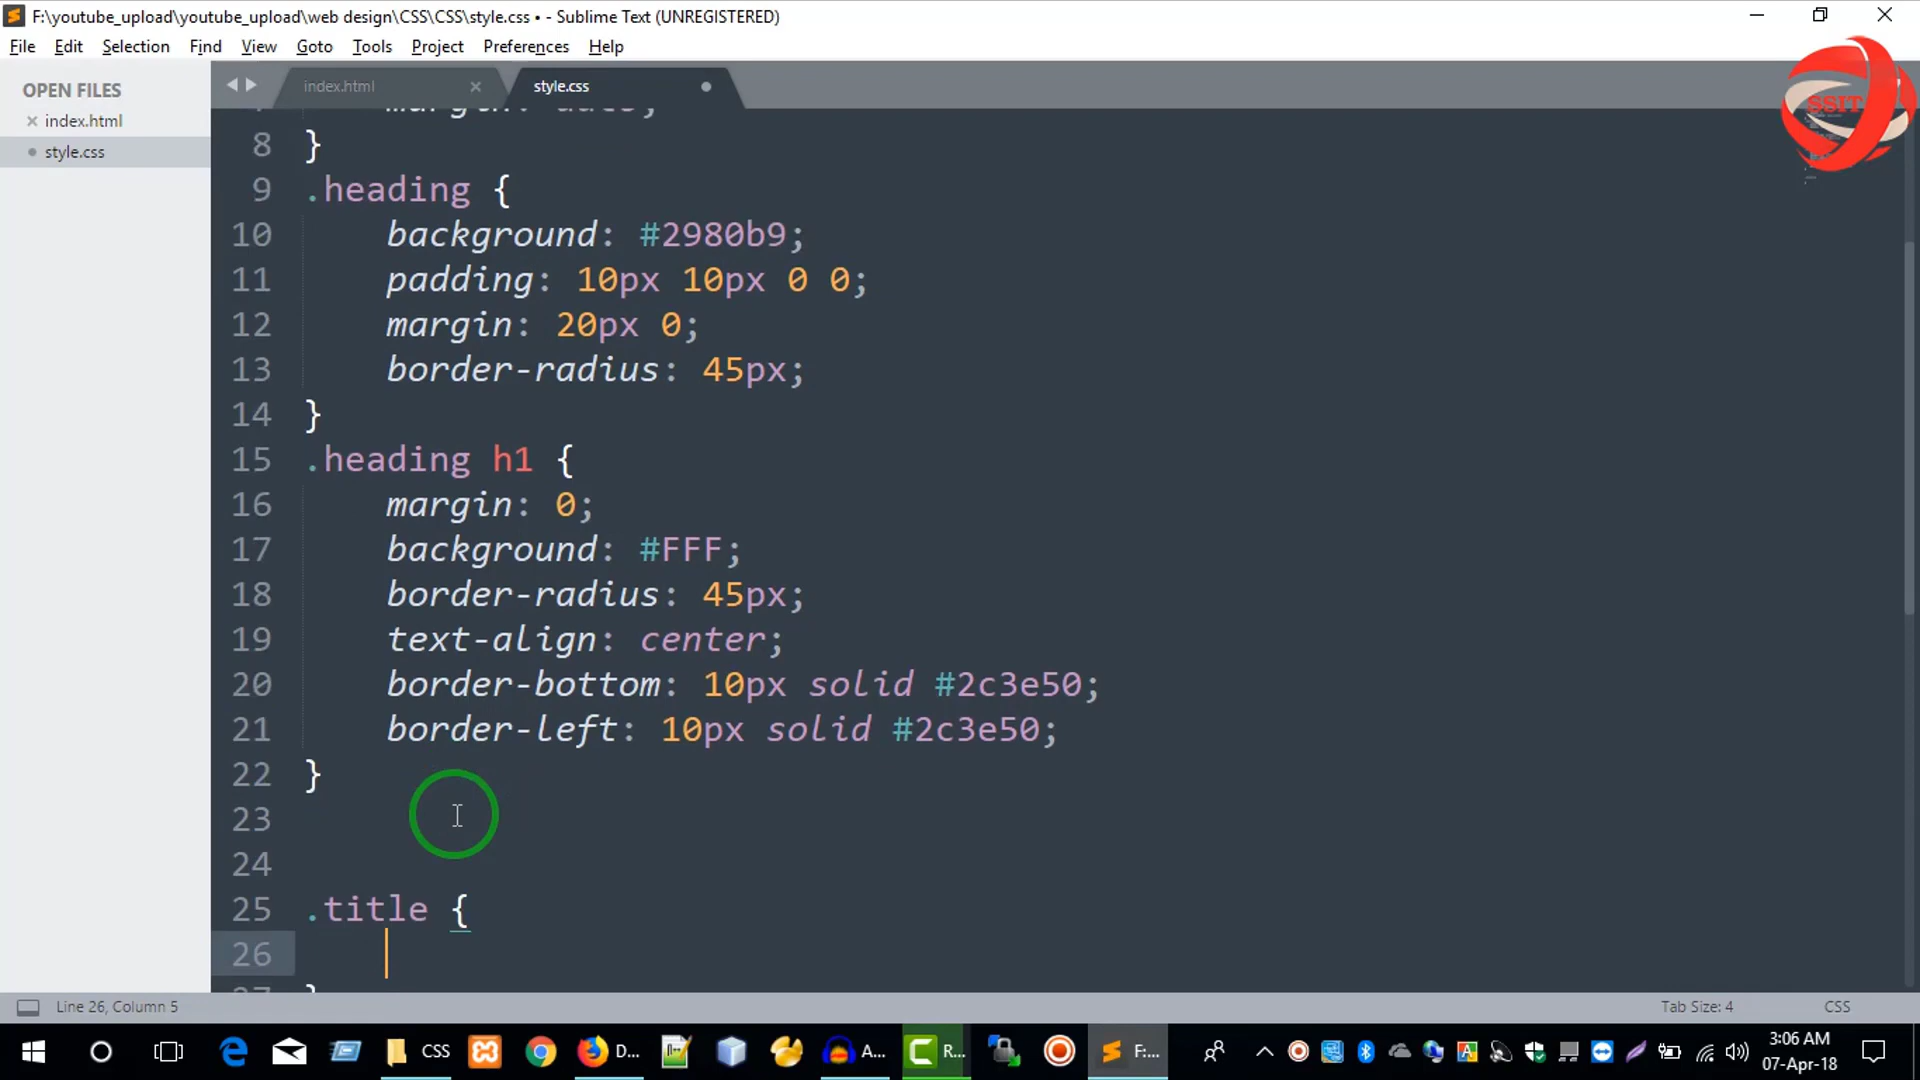 F:\youtube_upload\youtube_upload\web design\CSS\CSS\style.css • - Sublime Text (UNREGISTERED)
File Edit Selection Find View Goto Tools Project Preferences Help
OPEN FILES
index.html
style.css
index.html
style.css
SSIT
8 }
9 .heading {
10 background: #2980b9;
11 padding: 10px 10px 0 0;
12 margin: 20px 0;
13 border-radius: 45px;
14 }
15 .heading h1 {
16 margin: 0;
17 background: #FFF;
18 border-radius: 45px;
19 text-align: center;
20 border-bottom: 10px solid #2c3e50;
21 border-left: 10px solid #2c3e50;
22 }
23
24
25 .title {
26
Line 26, Column 5
Tab Size: 4
CSS
CSS
D...
A...
R...
F:...
3:06 AM
07-Apr-18